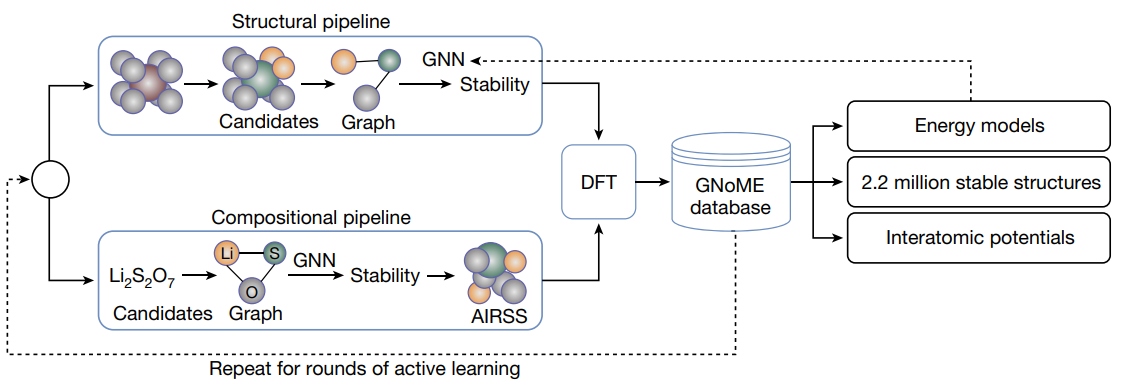 Structural pipeline
GNN
Stability
Candidates
Graph
Compositional pipeline
Li₂S₂O₇
Li
S
O
GNN
Stability
Candidates
Graph
AIRSS
DFT
GNoME
database
Energy models
2.2 million stable structures
Interatomic potentials
Repeat for rounds of active learning